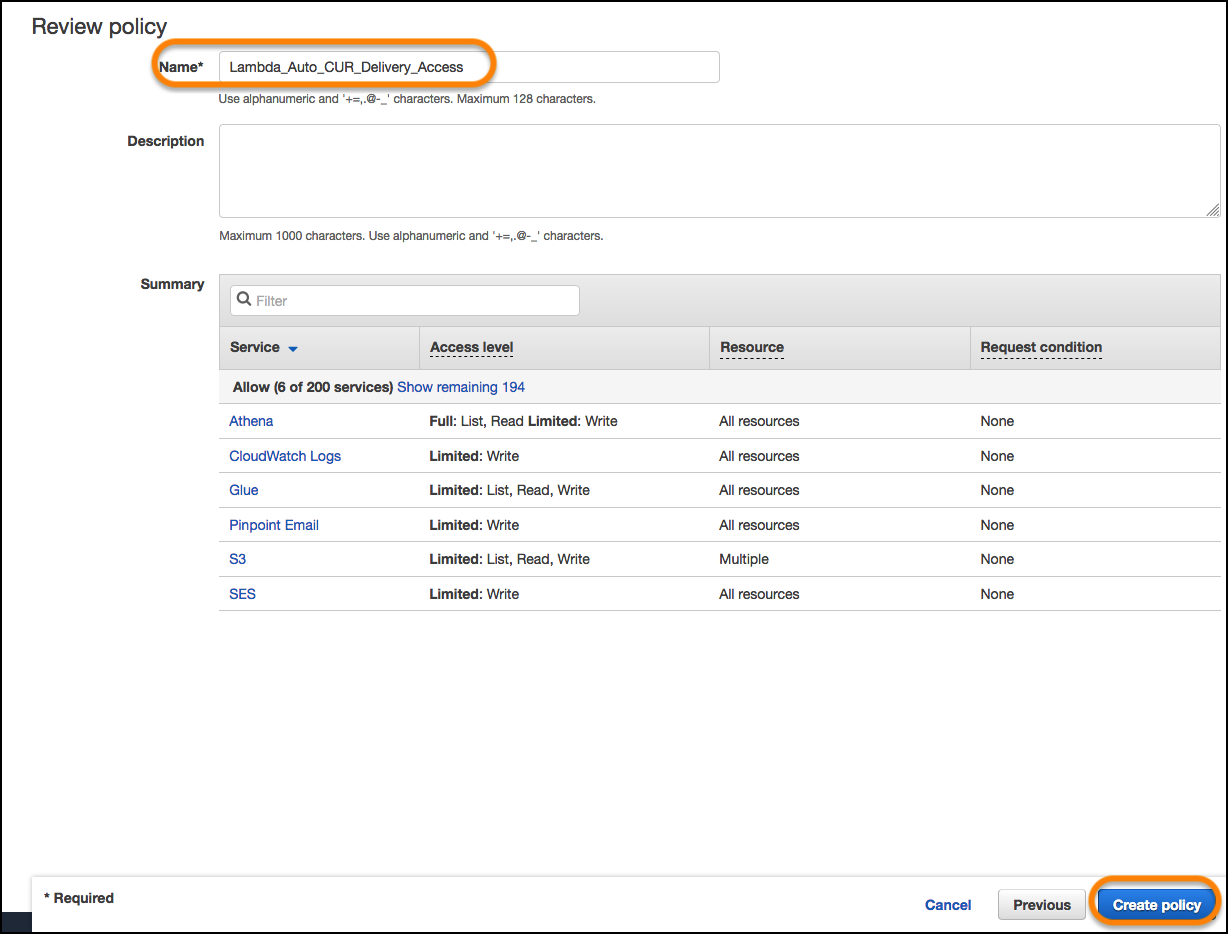 Review policy
Name* Lambda_Auto_CUR_Delivery_Access
Use alphanumeric and '+=,.@-_' characters. Maximum 128 characters.
Description
Maximum 1000 characters. Use alphanumeric and '+=,.@-_' characters.
Summary
Filter
Service Access level Resource Request condition
Allow (6 of 200 services) Show remaining 194
Athena Full: List, Read Limited: Write All resources None
CloudWatch Logs Limited: Write All resources None
Glue Limited: List, Read, Write All resources None
Pinpoint Email Limited: Write All resources None
S3 Limited: List, Read, Write Multiple None
SES Limited: Write All resources None
* Required Cancel Previous Create policy